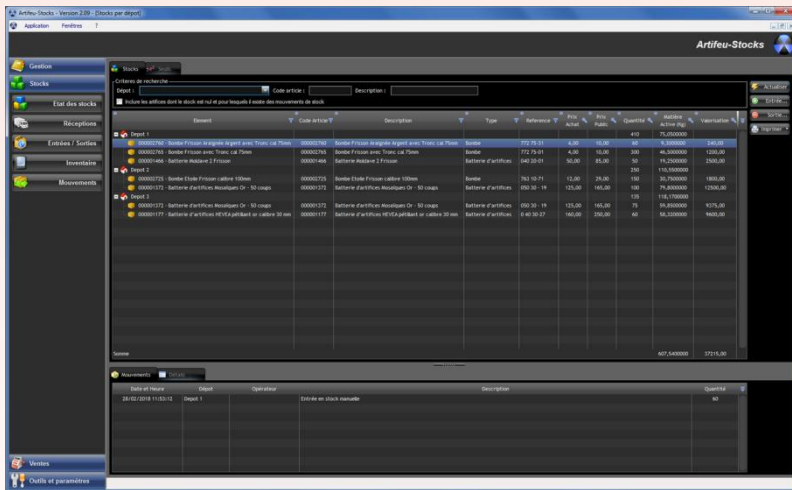 Artifeu-Stocks - Version 2.09 - [Stocks par dépot]
Application Fenêtres ?
Artifeu-Stocks
Gestion
Stocks
Etat des stocks
Réceptions
Entrées / Sorties
Inventaire
Mouvements
Ventes
Outils et paramètres
Stocks Seuils
Criteres de recherche
Dépot : Code article : Description :
Inclure les artifices dont le stock est nul et pour lesquels il existe des mouvements de stock
Actualiser
Entrée...
Sortie...
Imprimer
Element Code Article Description Type Reference Prix Achat Prix Public Quantité Matière Active (Kg) Valorisation
Depot 1 410 75,0500000
000002760 - Bombe Frisson Araignée Argent avec Tronc cal 75mm 000002760 Bombe Frisson Araignée Argent avec Tronc cal 75mm Bombe 772 75-31 4,00 10,00 60 9,3000000 240,00
000002765 - Bombe Frisson avec Tronc cal 75mm 000002765 Bombe Frisson avec Tronc cal 75mm Bombe 772 75-01 4,00 10,00 300 46,5000000 1200,00
000001466 - Batterie Moldave 2 Frisson 000001466 Batterie Moldave 2 Frisson Batterie d'artifices 040 20-01 50,00 85,00 50 19,2500000 2500,00
Depot 2 250 110,5500000
000002725 - Bombe Etoile Frisson calibre 100mm 000002725 Bombe Etoile Frisson calibre 100mm Bombe 763 10-71 12,00 29,00 150 30,7500000 1800,00
000001372 - Batterie d'artifices Mosaïques Or - 50 coups 000001372 Batterie d'artifices Mosaïques Or - 50 coups Batterie d'artifices 050 30 - 19 125,00 165,00 100 79,8000000 12500,00
Depot 3 135 118,1700000
000001372 - Batterie d'artifices Mosaïques Or - 50 coups 000001372 Batterie d'artifices Mosaïques Or - 50 coups Batterie d'artifices 050 30 - 19 125,00 165,00 75 59,8500000 9375,00
000001177 - Batterie d'artifices HEVEA pétillant or calibre 30 mm 000001177 Batterie d'artifices HEVEA pétillant or calibre 30 mm Batterie d'artifices 0 40 30 27 160,00 250,00 60 58,3200000 9600,00
Somme 607,5400000 37215,00
Mouvements Détails
Date et Heure Dépot Opérateur Description Quantité
28/02/2018 11:53:12 Depot 1 Entrée en stock manuelle 60